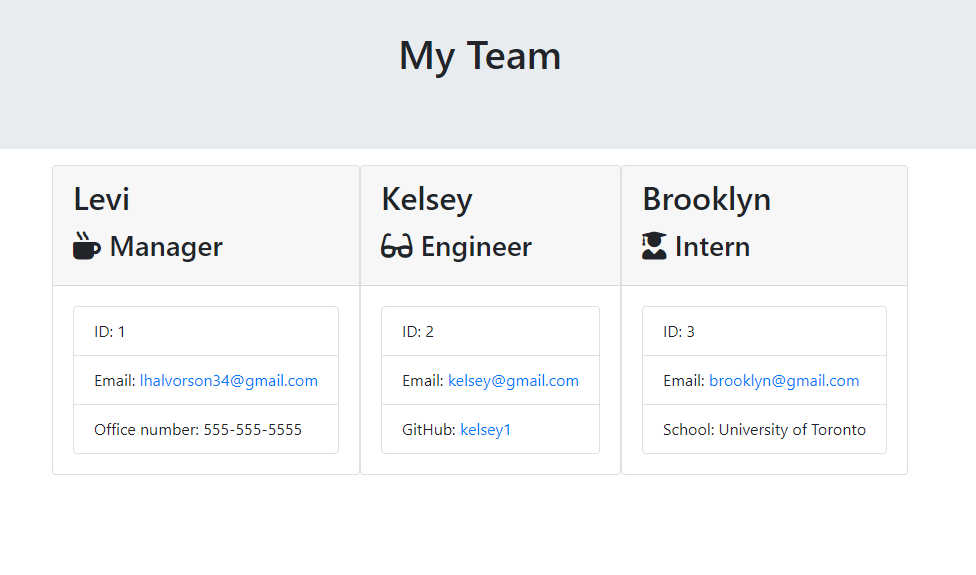 My Team
Levi
Manager
ID: 1
Email: lhalvorson34@gmail.com
Office number: 555-555-5555
Kelsey
Engineer
ID: 2
Email: kelsey@gmail.com
GitHub: kelsey1
Brooklyn
Intern
ID: 3
Email: brooklyn@gmail.com
School: University of Toronto